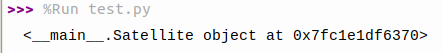 >>> %Run test.py
<__main__.Satellite object at 0x7fc1e1df6370>